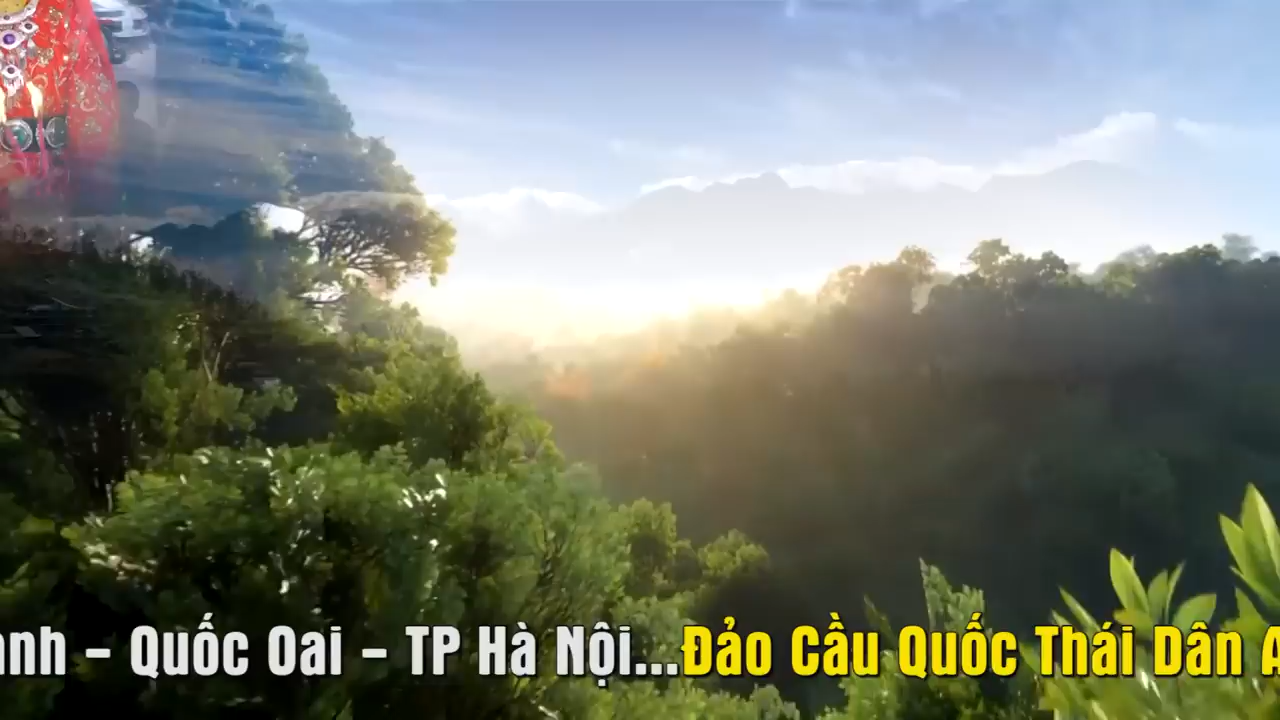 anh – Quốc Oai – TP Hà Nội...Đảo Cầu Quốc Thái Dân A